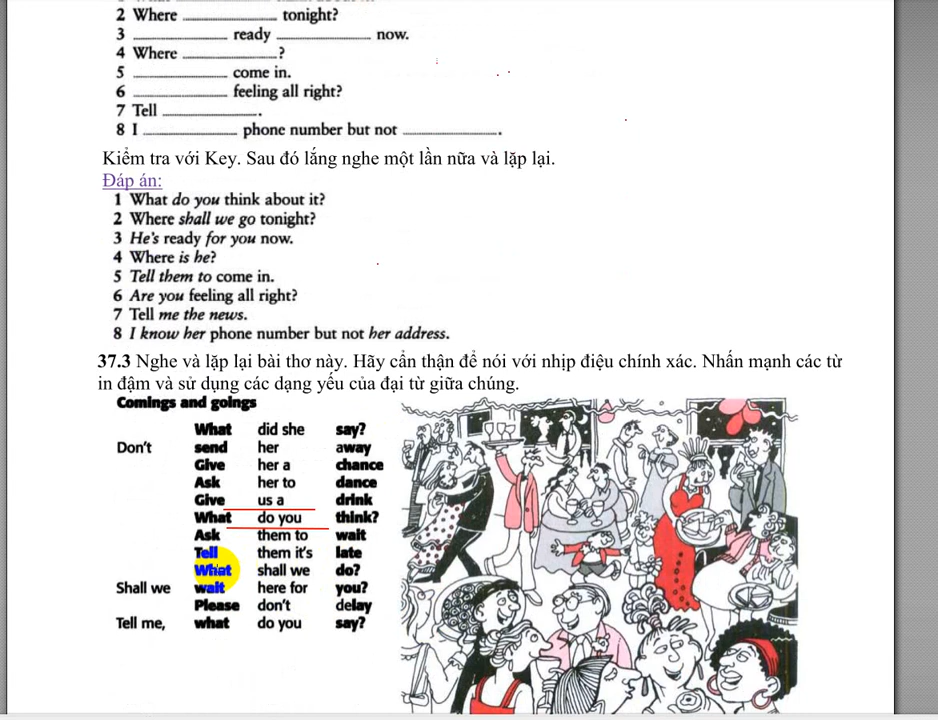 2 Where ____________ tonight?
3 ____________ ready ____________ now.
4 Where ____________?
5 ____________ come in.
6 ____________ feeling all right?
7 Tell ____________.
8 I ____________ phone number but not ____________.
Kiểm tra với Key. Sau đó lắng nghe một lần nữa và lặp lại.
Đáp án:
1 What do you think about it?
2 Where shall we go tonight?
3 He's ready for you now.
4 Where is he?
5 Tell them to come in.
6 Are you feeling all right?
7 Tell me the news.
8 I know her phone number but not her address.
37.3 Nghe và lặp lại bài thơ này. Hãy cẩn thận để nói với nhịp điệu chính xác. Nhấn mạnh các từ
in đậm và sử dụng các dạng yếu của đại từ giữa chúng.
Comings and goings
What did she say?
Don't send her away
Give her a chance
Ask her to dance
Give us a drink
What do you think?
Ask them to wait
Tell them it's late
What shall we do?
Shall we wait here for you?
Please don't delay
Tell me, what do you say?